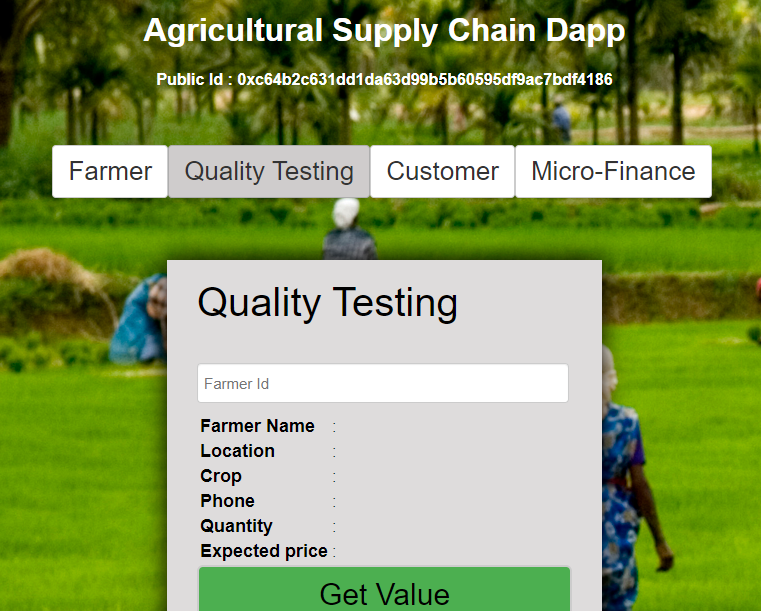 Agricultural Supply Chain Dapp
Public Id : 0xc64b2c631dd1da63d99b5b60595df9ac7bdf4186
Farmer Quality Testing Customer Micro-Finance
Quality Testing
Farmer Id
Farmer Name :
Location :
Crop :
Phone :
Quantity :
Expected price :
Get Value